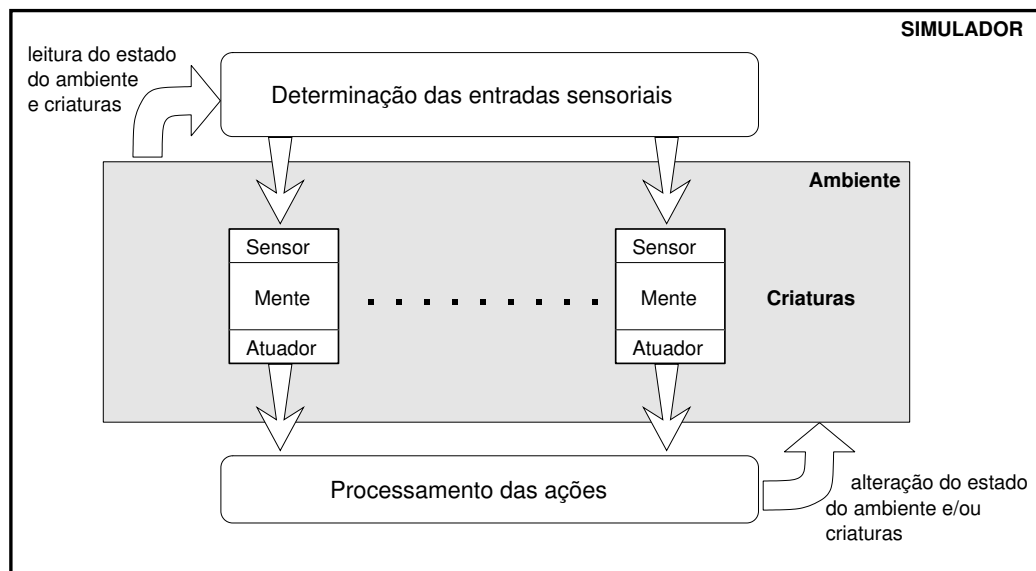 SIMULADOR
leitura do estado
do ambiente
e criaturas
Determinação das entradas sensoriais
Ambiente
Sensor
Mente
Atuador
Sensor
Mente
Atuador
Criaturas
Processamento das ações
alteração do estado
do ambiente e/ou
criaturas